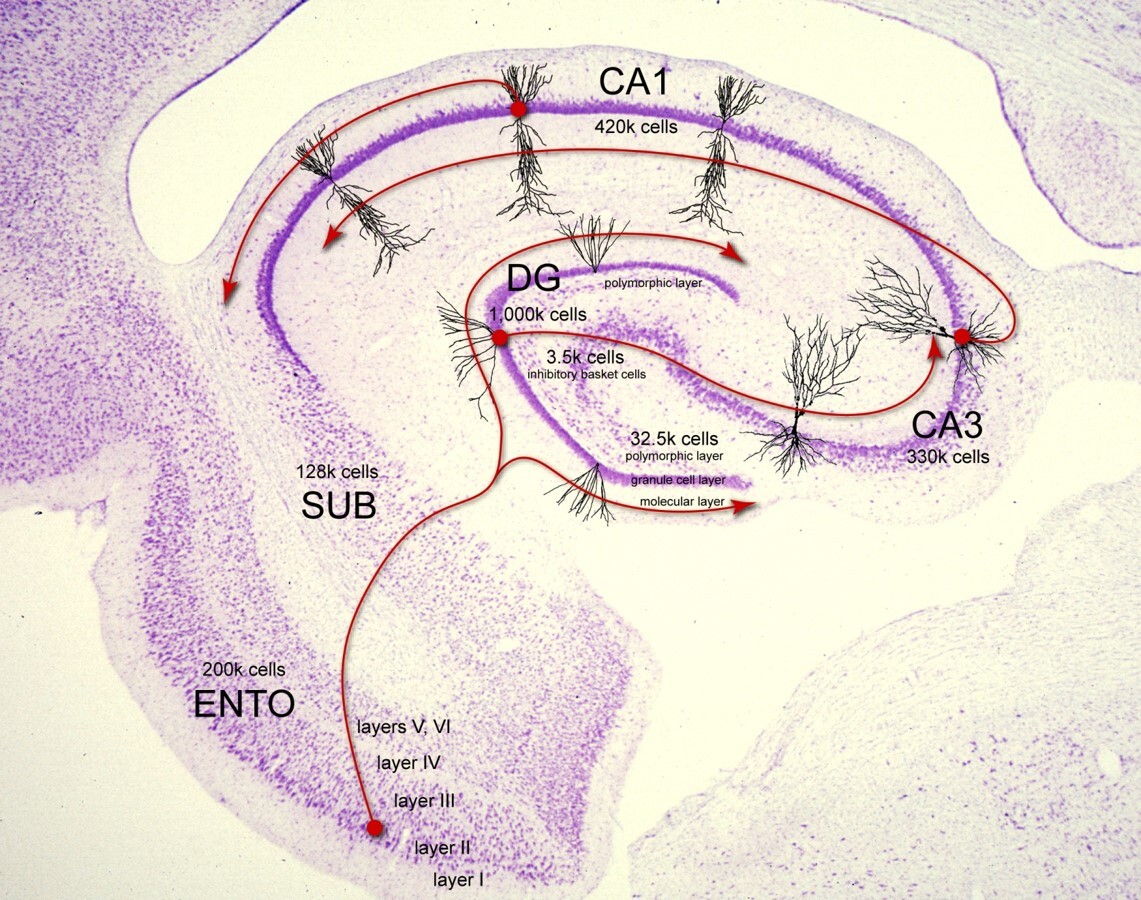 CA1
420k cells
DG
polymorphic layer
1,000k cells
3.5k cells
inhibitory basket cells
CA3
330k cells
32.5k cells
polymorphic layer
granule cell layer
molecular layer
128k cells
SUB
200k cells
ENTO
layers V, VI
layer IV
layer III
layer II
layer I